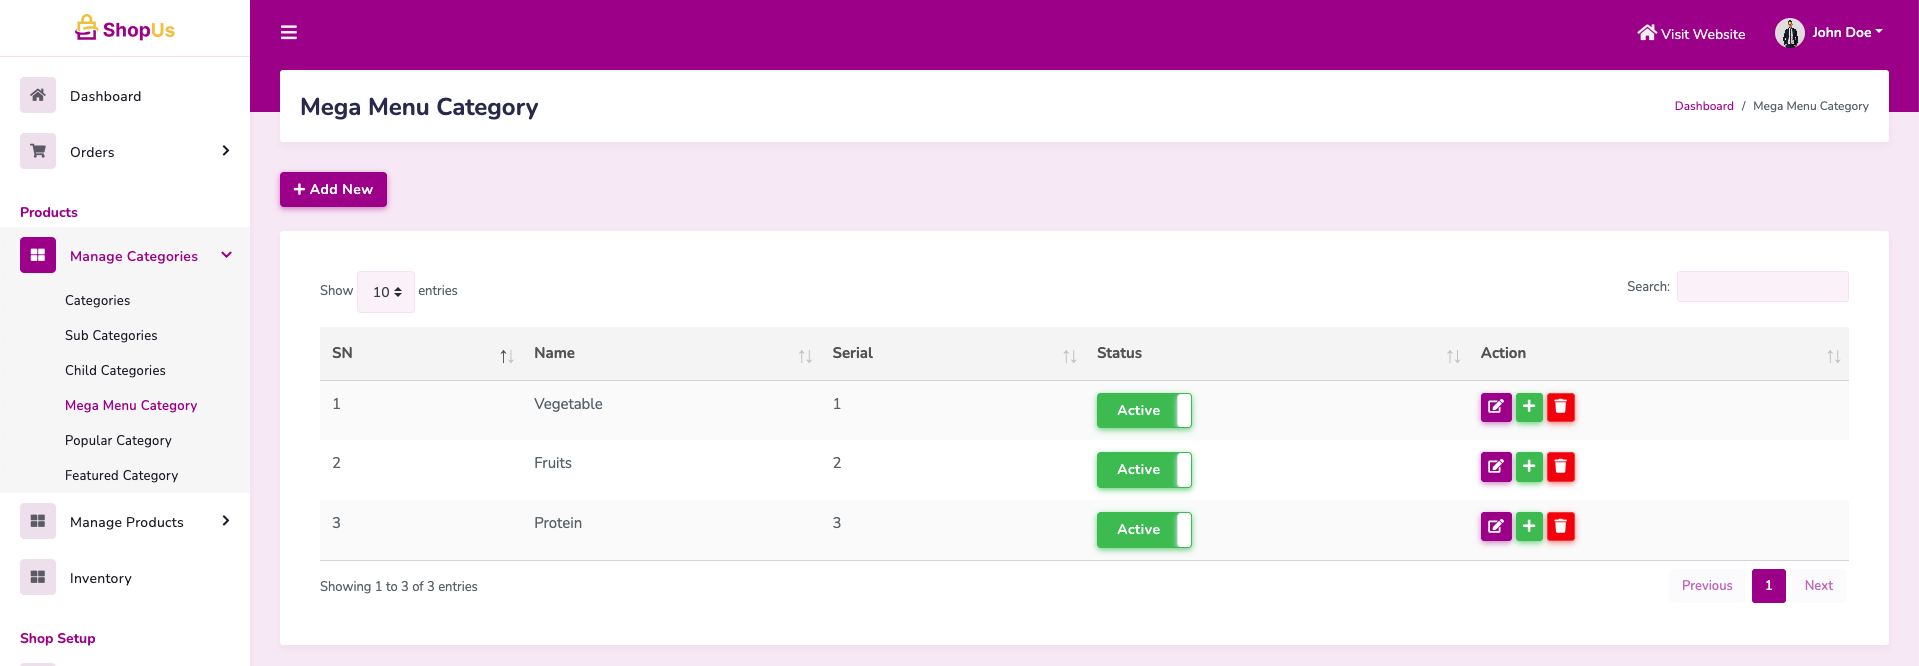 ShopUs
Visit Website
John Doe
Dashboard
Orders
Products
Manage Categories
Categories
Sub Categories
Child Categories
Mega Menu Category
Popular Category
Featured Category
Manage Products
Inventory
Shop Setup
Mega Menu Category
Dashboard / Mega Menu Category
+ Add New
Show 10 entries
Search:
SN Name Serial Status Action
1 Vegetable 1 Active
2 Fruits 2 Active
3 Protein 3 Active
Showing 1 to 3 of 3 entries
Previous 1 Next